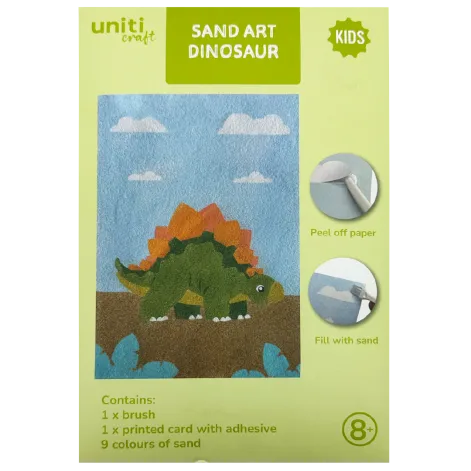 uniti
craft
SAND ART
DINOSAUR
KIDS
Peel off paper
Fill with sand
Contains:
1 x brush
1 x printed card with adhesive
9 colours of sand
8+